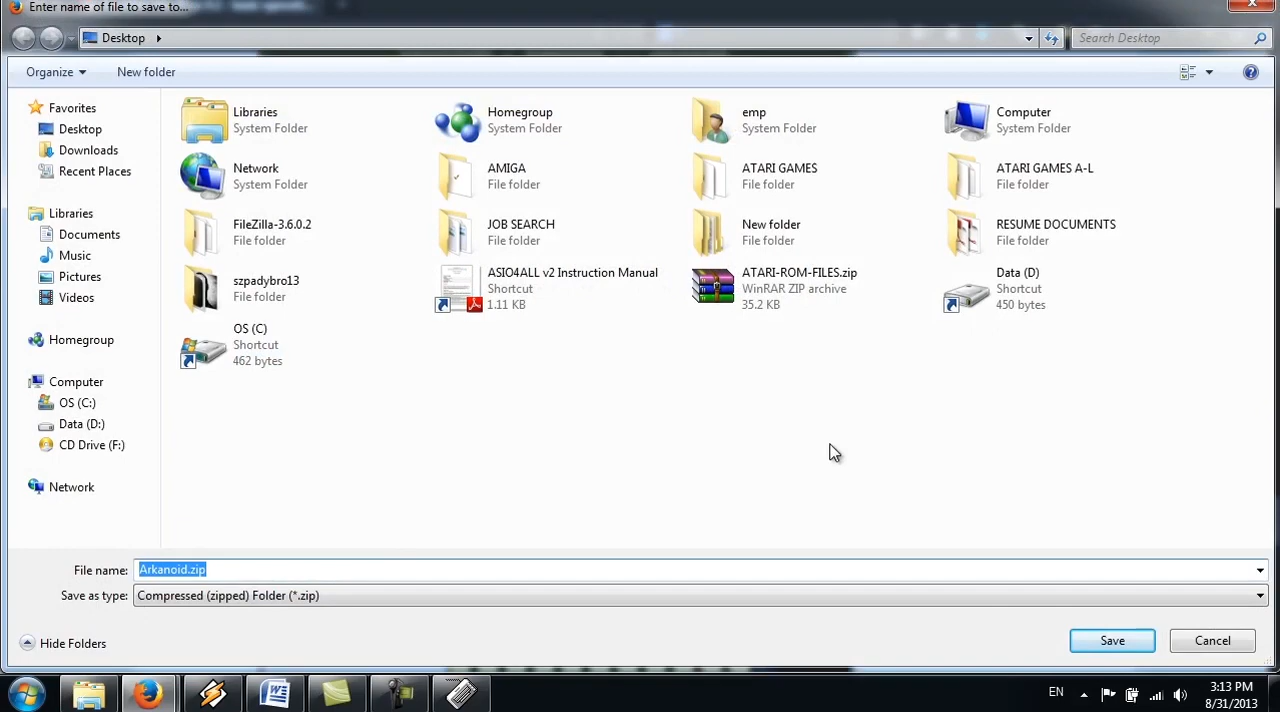 Enter name of file to save to...
Desktop
Search Desktop
Organize
New folder
Favorites
Desktop
Downloads
Recent Places
Libraries
Documents
Music
Pictures
Videos
Homegroup
Computer
OS (C:)
Data (D:)
CD Drive (F:)
Network
Libraries
System Folder
Homegroup
System Folder
emp
System Folder
Computer
System Folder
Network
System Folder
AMIGA
File folder
ATARI GAMES
File folder
ATARI GAMES A-L
File folder
FileZilla-3.6.0.2
File folder
JOB SEARCH
File folder
New folder
File folder
RESUME DOCUMENTS
File folder
szpadybro13
File folder
ASIO4ALL v2 Instruction Manual
Shortcut
1.11 KB
ATARI-ROM-FILES.zip
WinRAR ZIP archive
35.2 KB
Data (D)
Shortcut
450 bytes
OS (C)
Shortcut
462 bytes
File name:
Arkanoid.zip
Save as type:
Compressed (zipped) Folder (*.zip)
Hide Folders
Save
Cancel
EN
3:13 PM
8/31/2013